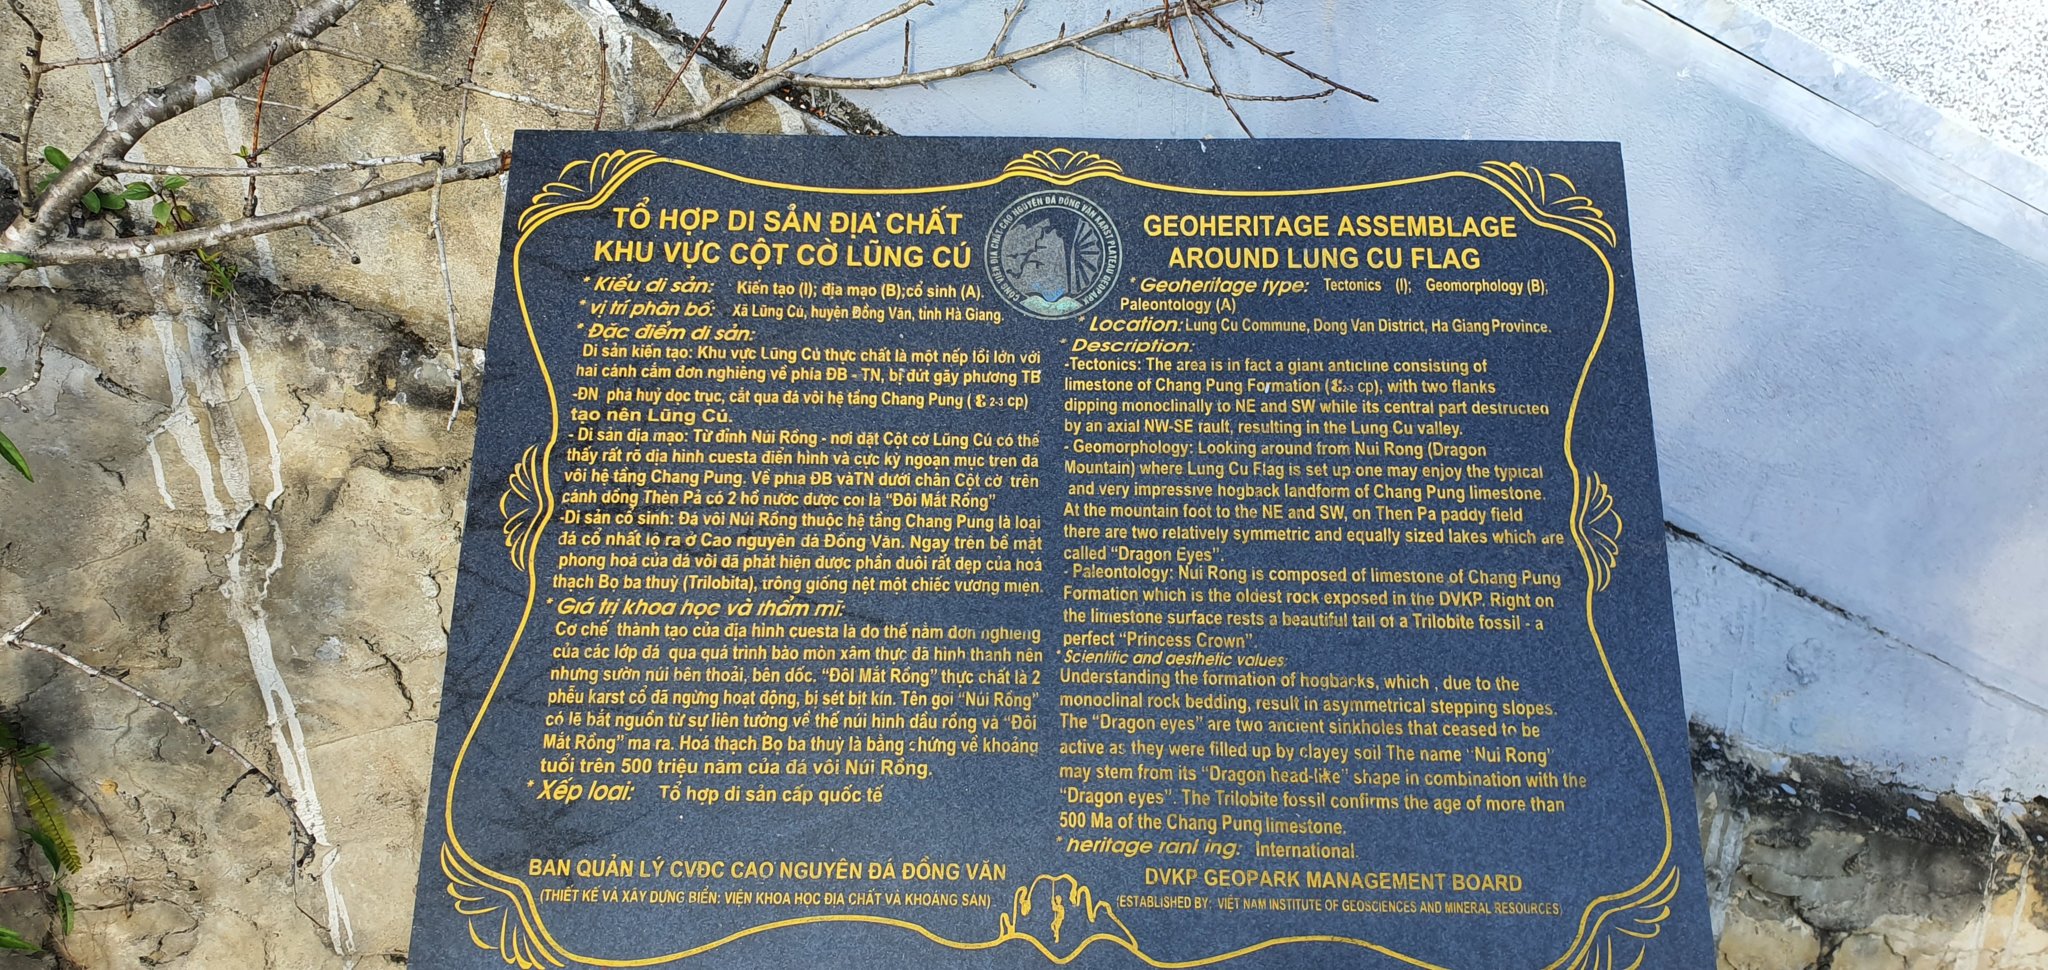 TỔ HỢP DI SẢN ĐỊA CHẤT
KHU VỰC CỘT CỜ LŨNG CÚ
* Kiểu di sản: Kiến tạo (I); địa mạo (B);cổ sinh (A).
* vị trí phân bố: Xã Lũng Cú, huyện Đồng Văn, tỉnh Hà Giang.
* Đặc điểm di sản:
Di sản kiến tạo: Khu vực Lũng Cú thực chất là một nếp lồi lớn với
hai cánh cắm đơn nghiêng về phía ĐB - TN, bị đứt gãy phương TB
-ĐN phá huỷ dọc trục, cắt qua đá vôi hệ tầng Chang Pung (Ɛ2-3 cp)
tạo nên Lũng Cú.
- Di sản địa mạo: Từ đỉnh Núi Rồng - nơi đặt Cột cờ Lũng Cú có thể
thấy rất rõ địa hình cuesta điển hình và cực kỳ ngoạn mục tren đá
vôi hệ tầng Chang Pung. Về phía ĐB vàTN dưới chân Cột cờ trên
cánh đồng Thèn Pả có 2 hồ nước được coi là “Đôi Mắt Rồng”
-Di sản cổ sinh: Đá vôi Núi Rồng thuộc hệ tầng Chang Pung là loại
đá cổ nhất lộ ra ở Cao nguyên đá Đồng Văn. Ngay trên bề mặt
phong hoá của đá vôi đã phát hiện được phần đuôi rất đẹp của hoá
thạch Bọ ba thuỳ (Trilobita), trông giống hệt một chiếc vương miện.
* Giá trị khoa học và thẩm mĩ:
Cơ chế thành tạo của địa hình cuesta là do thế nằm đơn nghiêng
của các lớp đá qua quá trình bào mòn xâm thực đã hình thanh nên
nhưng sườn núi bên thoải, bên dốc. “Đôi Mắt Rồng” thực chất là 2
phễu karst cổ đã ngừng hoạt động, bị sét bịt kín. Tên gọi “Núi Rồng”
có lẽ bắt nguồn từ sự liên tưởng về thế núi hình đầu rồng và “Đôi
Mắt Rồng” ma ra. Hoá thạch Bọ ba thuỳ là bằng chứng về khoảng
tuổi trên 500 triệu năm của đá vôi Núi Rồng.
* Xếp loại: Tổ hợp di sản cấp quốc tế
BAN QUẢN LÝ CVĐC CAO NGUYÊN ĐÁ ĐỒNG VĂN
(THIẾT KẾ VÀ XÂY DỰNG BIỂN: VIỆN KHOA HỌC ĐỊA CHẤT VÀ KHOÁNG SẢN)
CÔNG VIÊN ĐỊA CHẤT CAO NGUYÊN ĐÁ ĐỒNG VĂN KARST PLATEAU GEOPARK
GEOHERITAGE ASSEMBLAGE
AROUND LUNG CU FLAG
* Geoheritage type: Tectonics (I); Geomorphology (B),
Paleontology (A)
* Location: Lung Cu Commune, Dong Van District, Ha Giang Province.
* Description:
-Tectonics: The area is in fact a giant anticline consisting of
limestone of Chang Pung Formation (Ɛ2-3 cp), with two flanks
dipping monoclinally to NE and SW while its central part destructed
by an axial NW-SE fault, resulting in the Lung Cu valley.
- Geomorphology: Looking around from Nui Rong (Dragon
Mountain) where Lung Cu Flag is set up one may enjoy the typical
and very impressive hogback landform of Chang Pung limestone.
At the mountain foot to the NE and SW, on Then Pa paddy field
there are two relatively symmetric and equally sized lakes which are
called “Dragon Eyes”.
- Paleontology: Nui Rong is composed of limestone of Chang Pung
Formation which is the oldest rock exposed in the DVKP. Right on
the limestone surface rests a beautiful tail of a Trilobite fossil - a
perfect “Princess Crown”.
* Scientific and aesthetic values:
Understanding the formation of hogbacks, which , due to the
monoclinal rock bedding, result in asymmetrical stepping slopes.
The “Dragon eyes” are two ancient sinkholes that ceased to be
active as they were filled up by clayey soil The name “Nui Rong”
may stem from its “Dragon head-like” shape in combination with the
“Dragon eyes”. The Trilobite fossil confirms the age of more than
500 Ma of the Chang Pung limestone.
* heritage ranking: International.
DVKP GEOPARK MANAGEMENT BOARD
(ESTABLISHED BY: VIỆT NAM INSTITUTE OF GEOSCIENCES AND MINERAL RESOURCES)